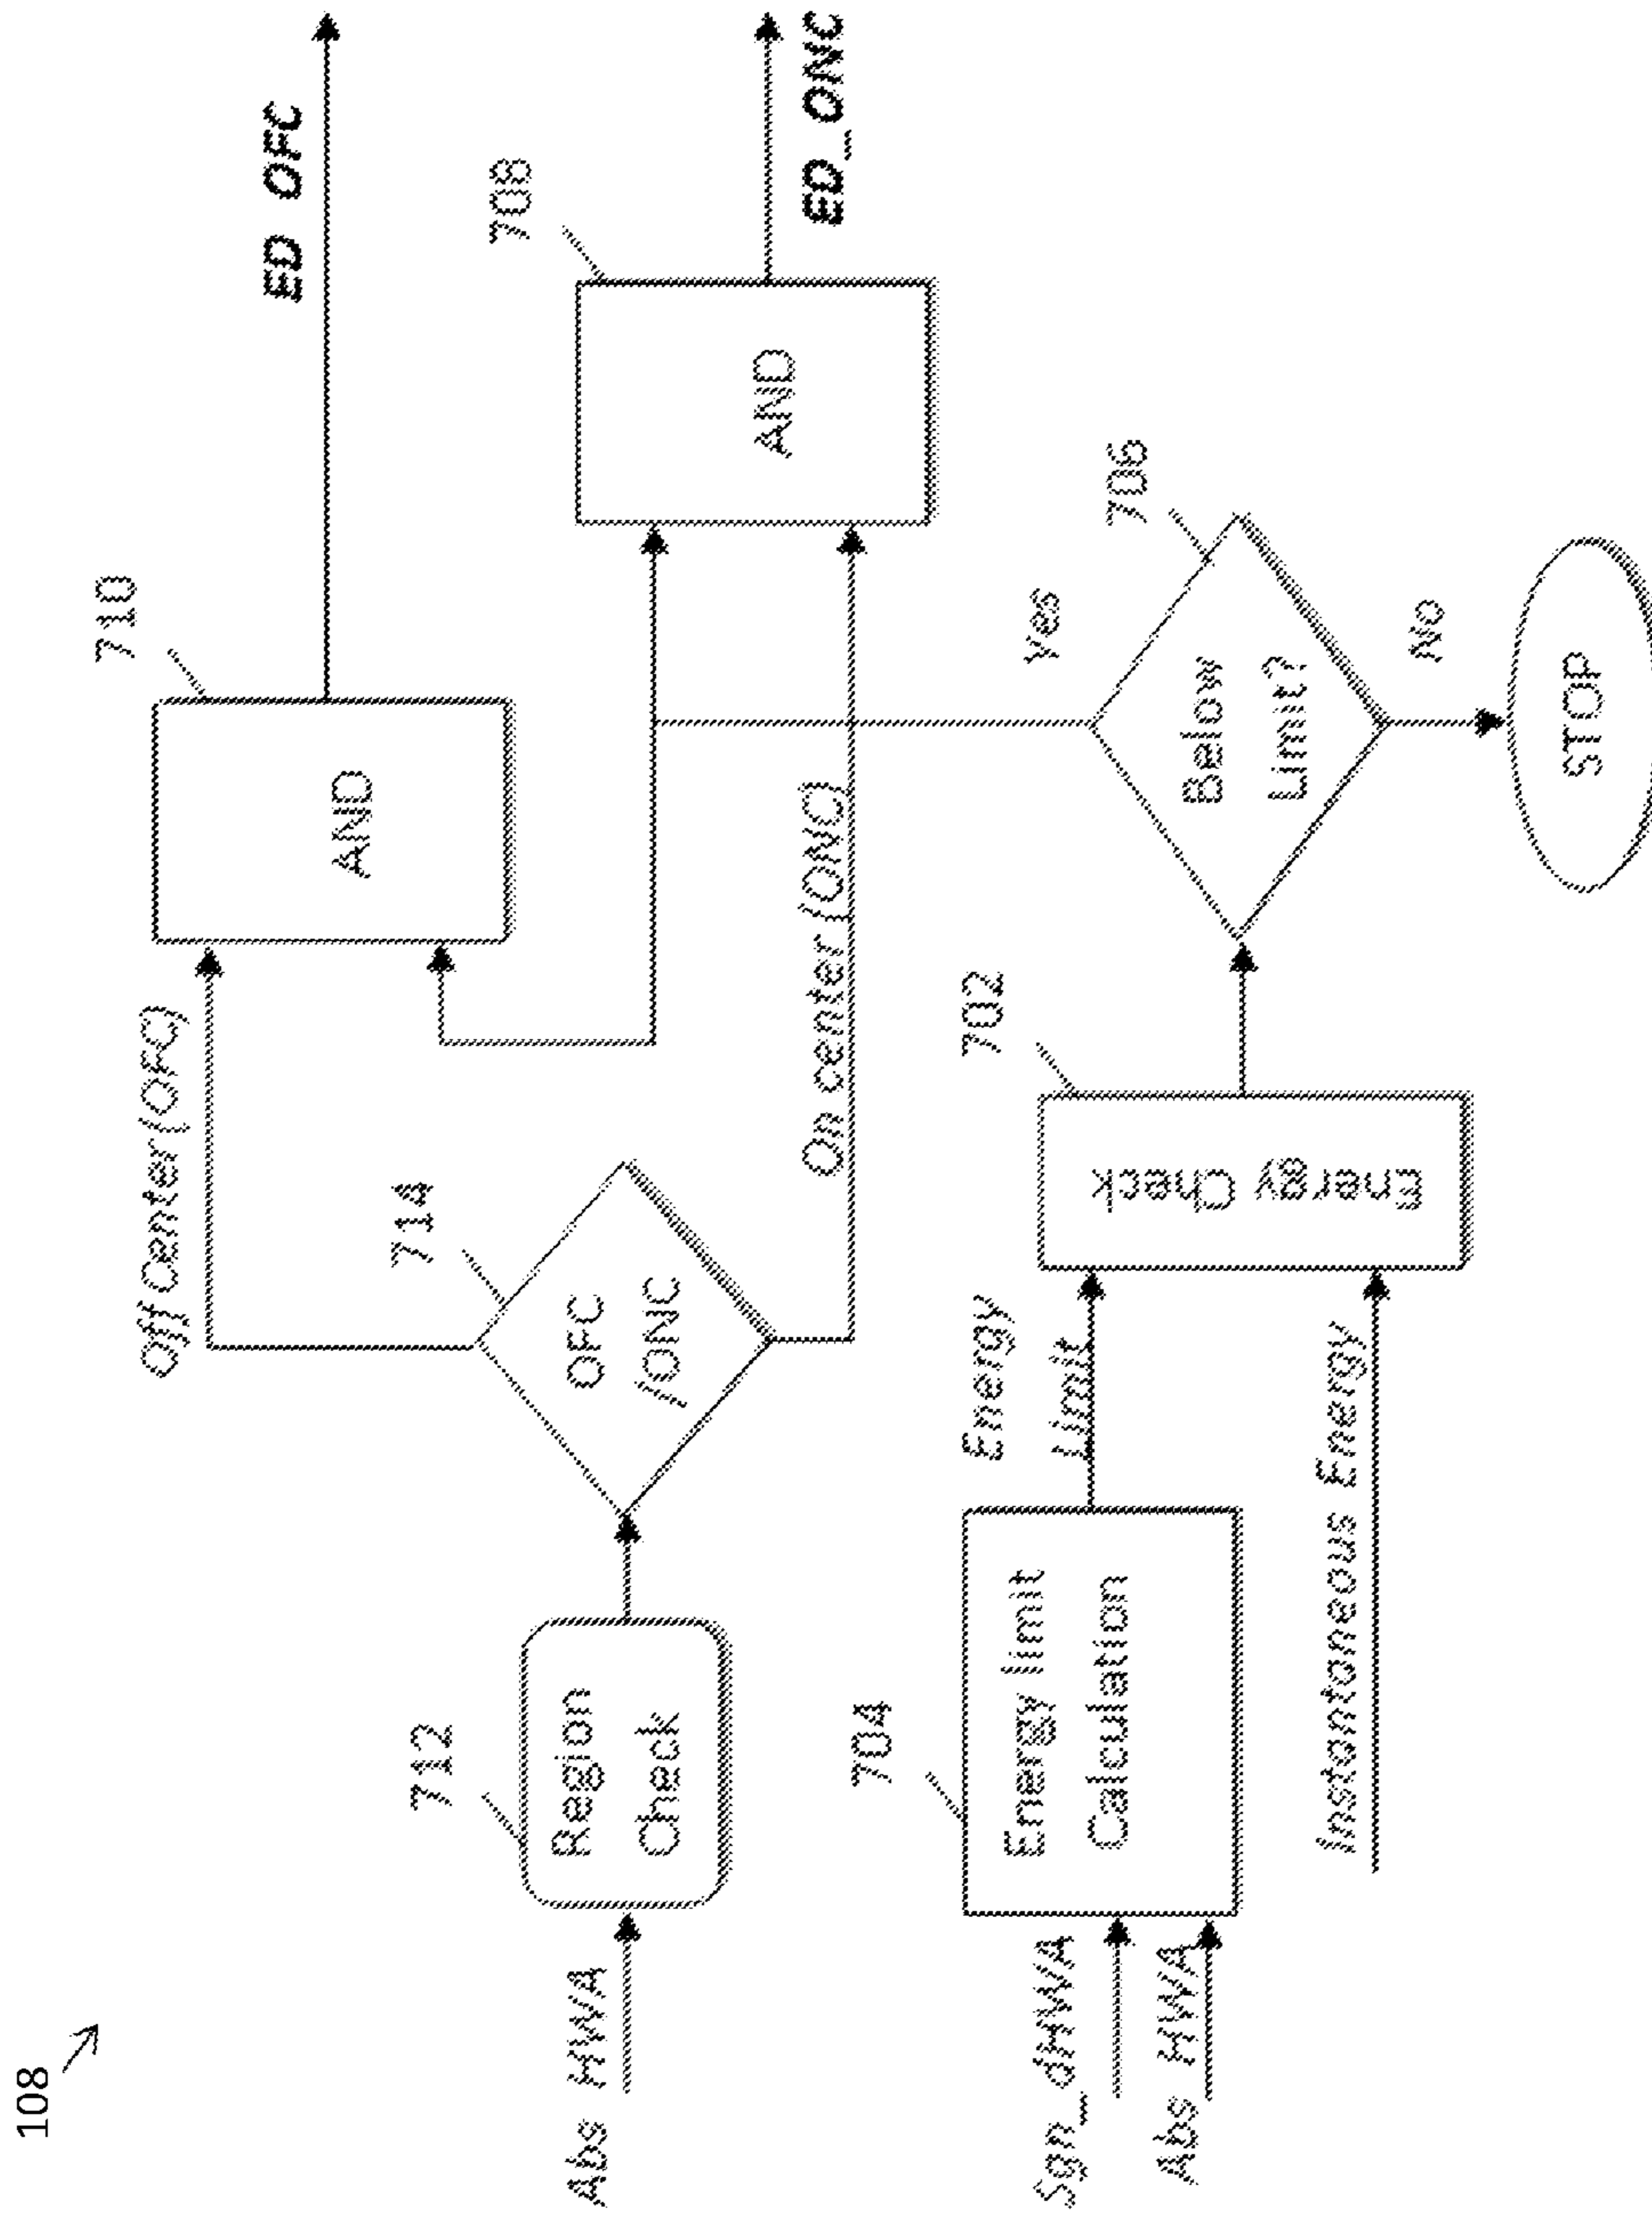 108
ED OFC
710
AND
Off Center(OFC)
708
AND
ED_ONC
714
OFC
/ONC
On center (ONC)
712
Region
Check
Abs HWA
706
yes
Below
Limit?
No
STOP
702
Energy Check
Energy
Limit
704
Energy limit
Calculation
Sgn_dHWA
Abs HWA
Instantaneous Energy